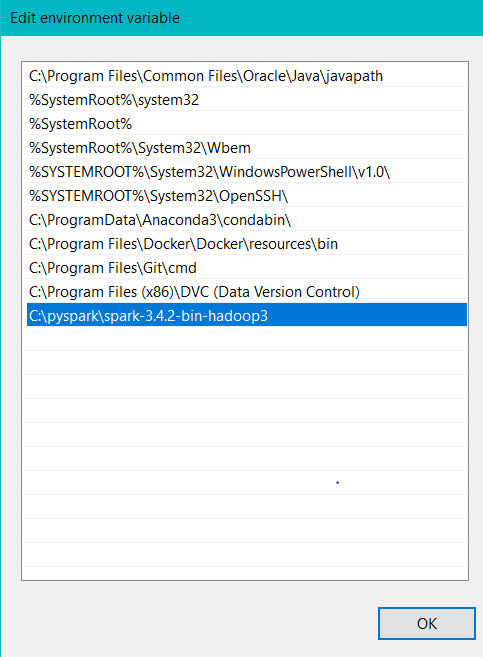 Edit environment variable
C:\Program Files\Common Files\Oracle\Java\javapath
%SystemRoot%\system32
%SystemRoot%
%SystemRoot%\System32\Wbem
%SYSTEMROOT%\System32\WindowsPowerShell\v1.0\
%SYSTEMROOT%\System32\OpenSSH\
C:\ProgramData\Anaconda3\condabin\
C:\Program Files\Docker\Docker\resources\bin
C:\Program Files\Git\cmd
C:\Program Files (x86)\DVC (Data Version Control)
C:\pyspark\spark-3.4.2-bin-hadoop3
OK